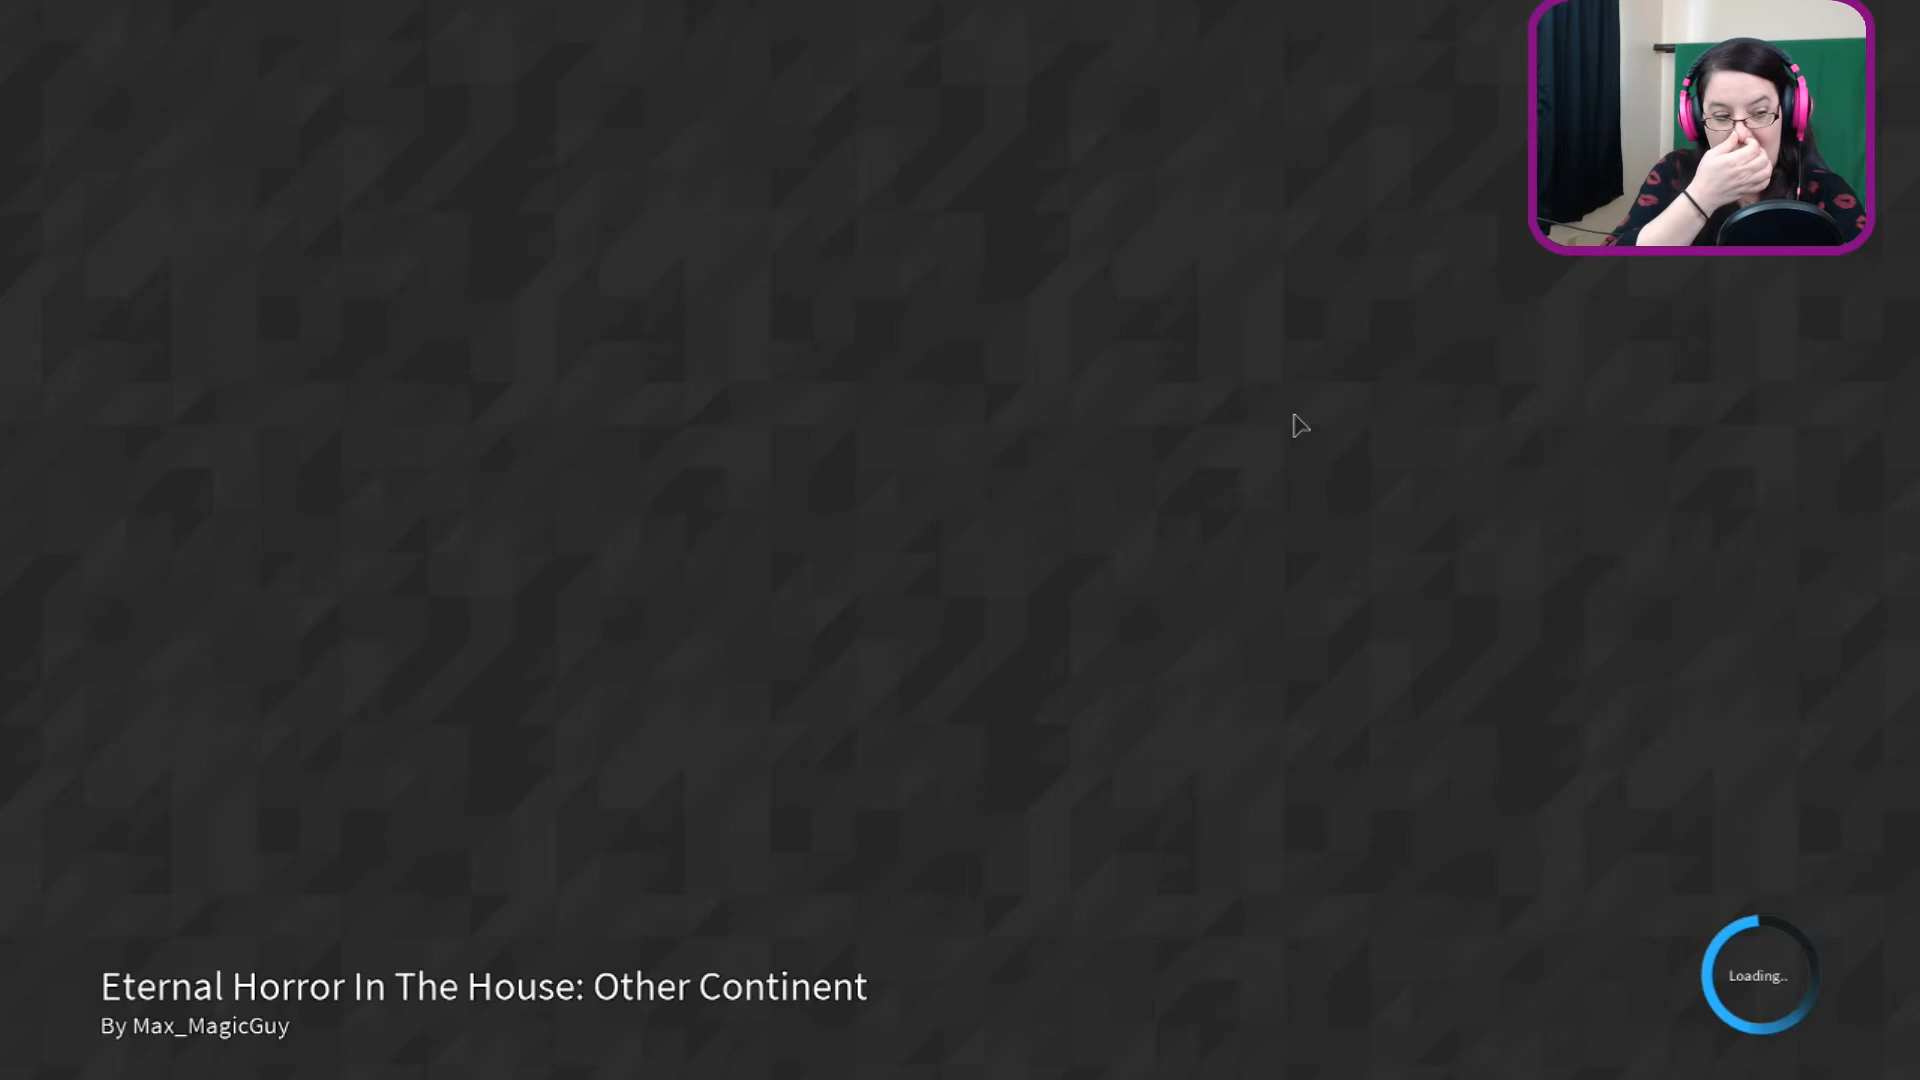 Eternal Horror In The House: Other Continent
By Max_MagicGuy
Loading..